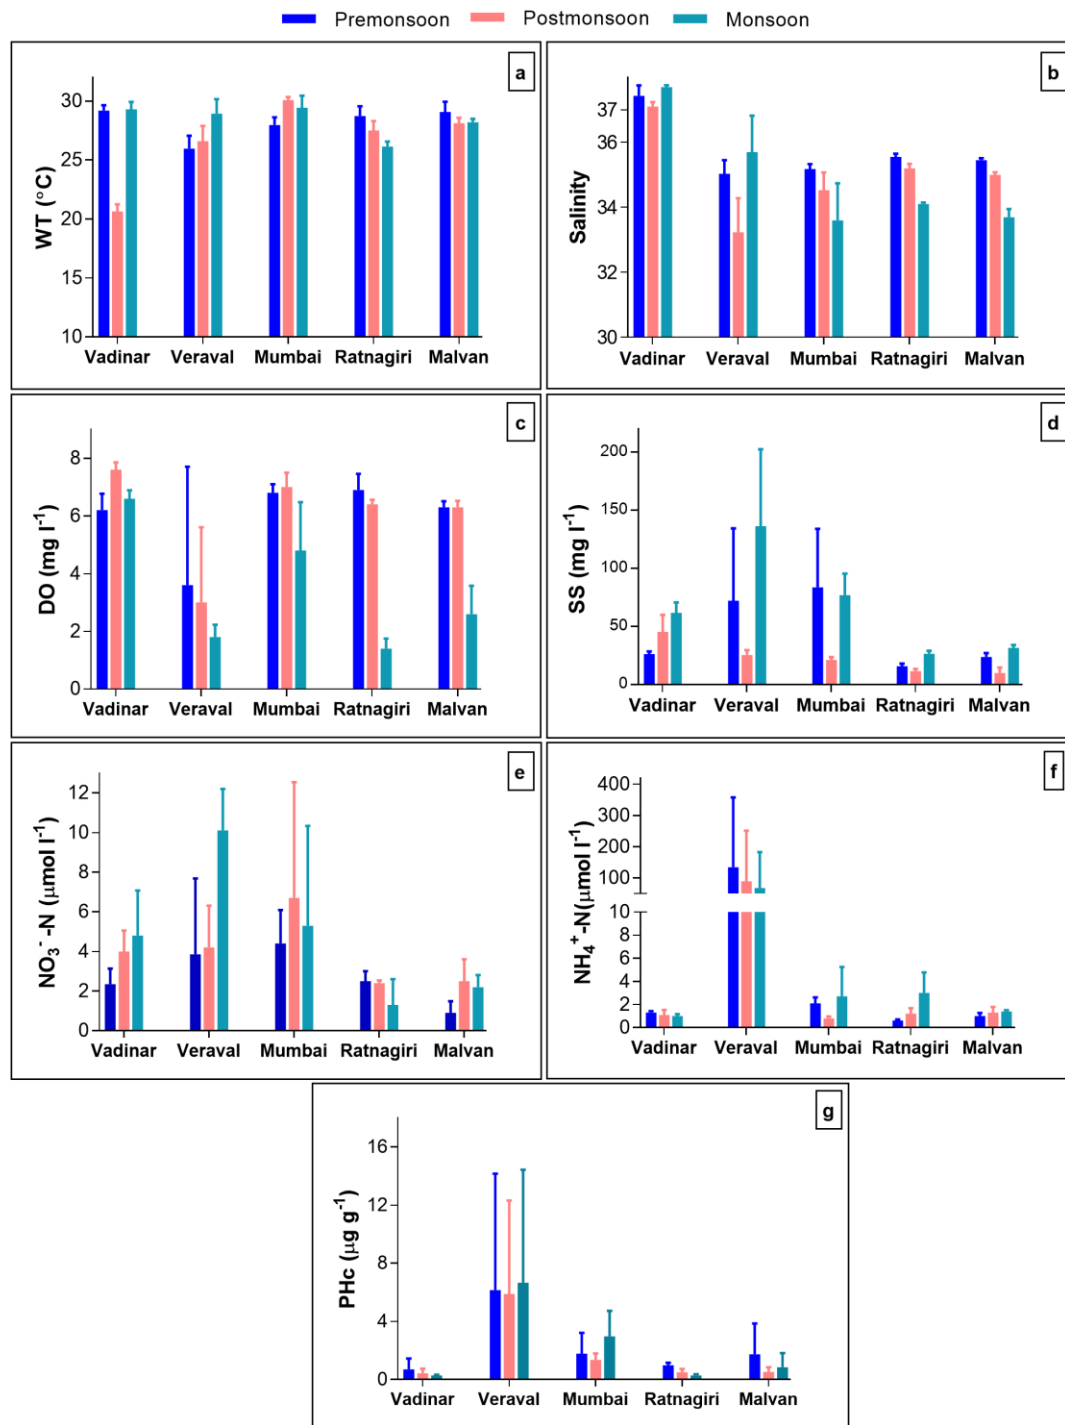 Premonsoon Postmonsoon Monsoon
a
WT (°C)
30
25
20
15
10
Vadinar Veraval Mumbai Ratnagiri Malvan
b
Salinity
37
36
34
32
30
Vadinar Veraval Mumbai Ratnagiri Malvan
c
DO (mg l⁻¹)
8
6
4
2
0
Vadinar Veraval Mumbai Ratnagiri Malvan
d
SS (mg l⁻¹)
200
150
100
50
0
Vadinar Veraval Mumbai Ratnagiri Malvan
e
NO₃⁻-N (μmol l⁻¹)
12
10
8
6
4
2
0
Vadinar Veraval Mumbai Ratnagiri Malvan
f
NH₄⁺-N(μmol l⁻¹)
400
300
200
100
10
8
6
4
2
0
Vadinar Veraval Mumbai Ratnagiri Malvan
g
PHc (μg g⁻¹)
16
12
8
4
0
Vadinar Veraval Mumbai Ratnagiri Malvan